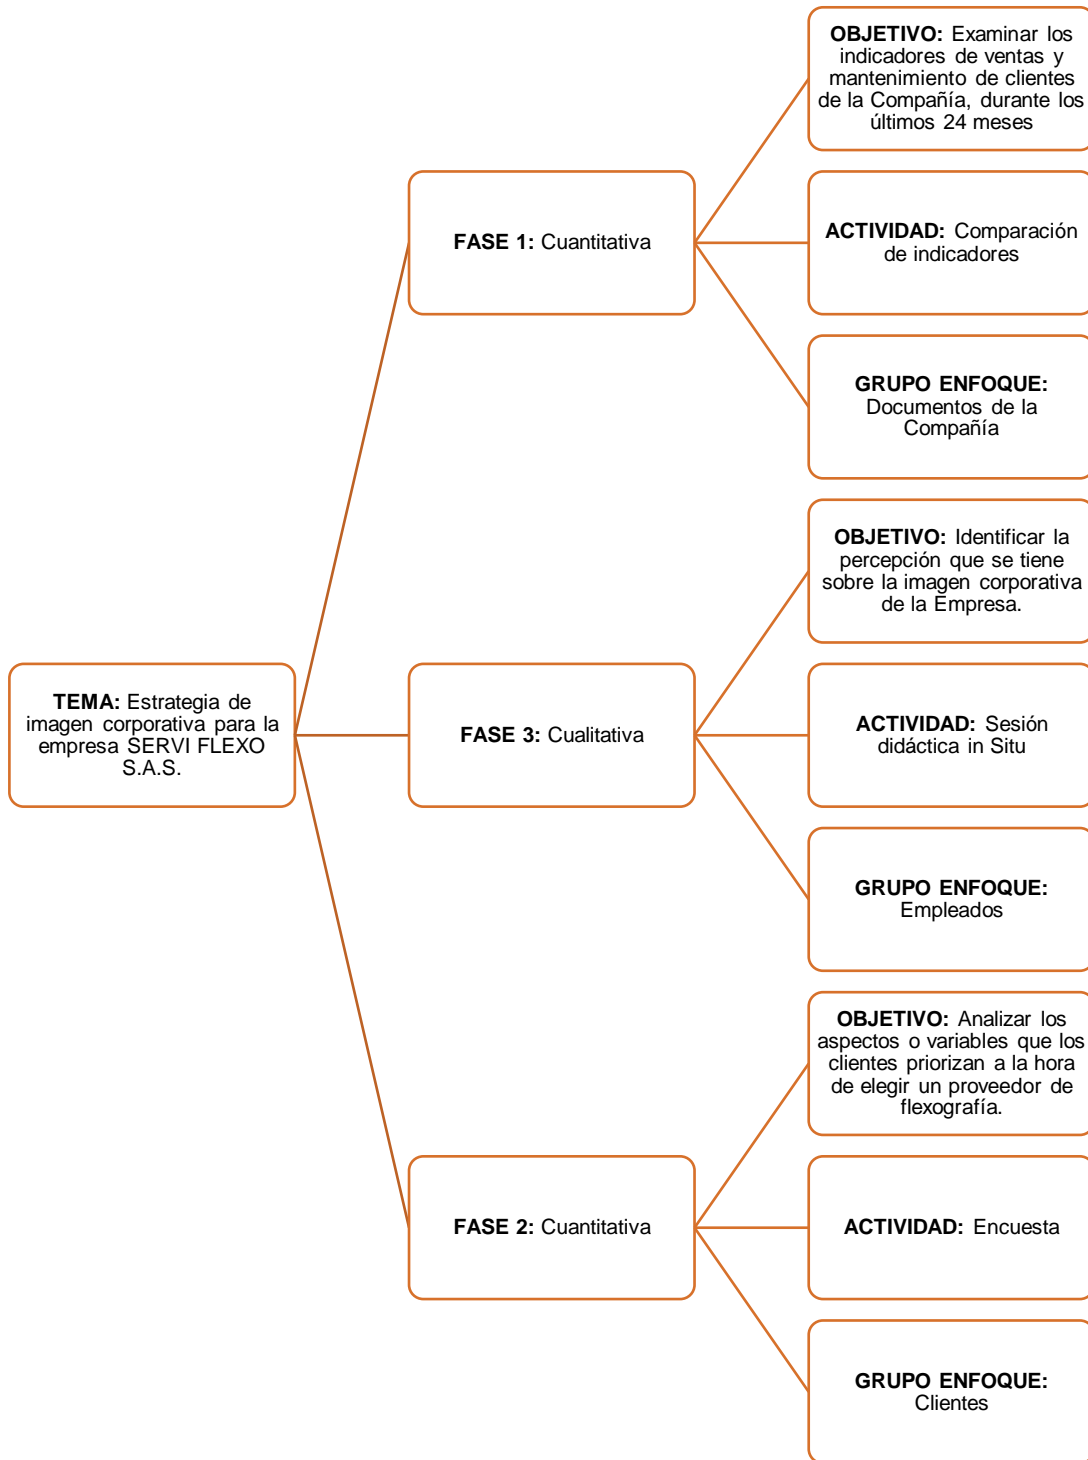 OBJETIVO: Examinar los
indicadores de ventas y
mantenimiento de clientes
de la Compañía, durante los
últimos 24 meses
FASE 1: Cuantitativa
ACTIVIDAD: Comparación
de indicadores
GRUPO ENFOQUE:
Documentos de la
Compañía
OBJETIVO: Identificar la
percepción que se tiene
sobre la imagen corporativa
de la Empresa.
TEMA: Estrategia de
imagen corporativa para la
empresa SERVI FLEXO
S.A.S.
FASE 3: Cualitativa
ACTIVIDAD: Sesión
didáctica in Situ
GRUPO ENFOQUE:
Empleados
OBJETIVO: Analizar los
aspectos o variables que los
clientes priorizan a la hora
de elegir un proveedor de
flexografía.
FASE 2: Cuantitativa
ACTIVIDAD: Encuesta
GRUPO ENFOQUE:
Clientes